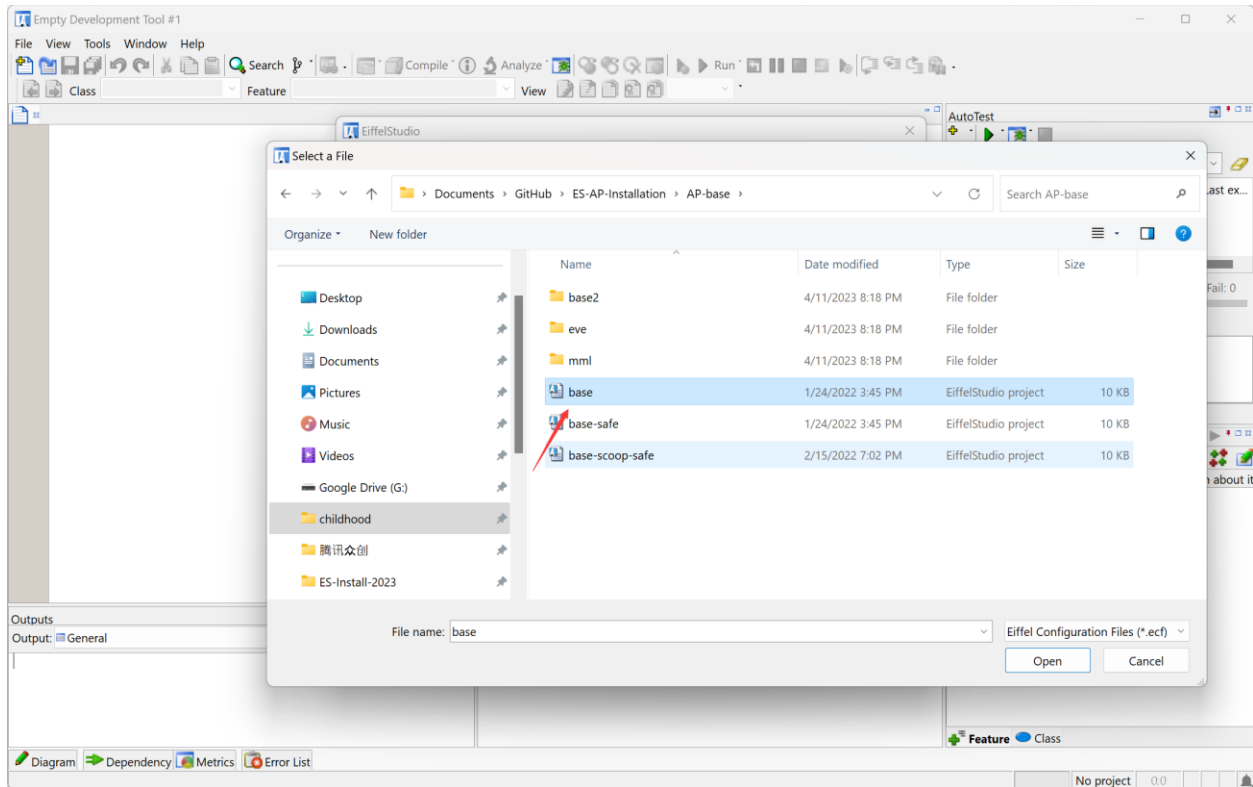 Empty Development Tool #1
File View Tools Window Help
Search Compile Analyze Run
Class Feature View
AutoTest
EiffelStudio
Select a File
Documents > GitHub > ES-AP-Installation > AP-base >
Search AP-base
Last ex...
Organize New folder
Name Date modified Type Size
Desktop
Downloads
Documents
Pictures
Music
Videos
Google Drive (G:)
childhood
腾讯众创
ES-Install-2023
base2 4/11/2023 8:18 PM File folder
eve 4/11/2023 8:18 PM File folder
mml 4/11/2023 8:18 PM File folder
base 1/24/2022 3:45 PM EiffelStudio project 10 KB
base-safe 1/24/2022 3:45 PM EiffelStudio project 10 KB
base-scoop-safe 2/15/2022 7:02 PM EiffelStudio project 10 KB
Fail: 0
about it
File name: base
Eiffel Configuration Files (*.ecf)
Open Cancel
Outputs
Output: General
Feature Class
Diagram Dependency Metrics Error List
No project 0:0